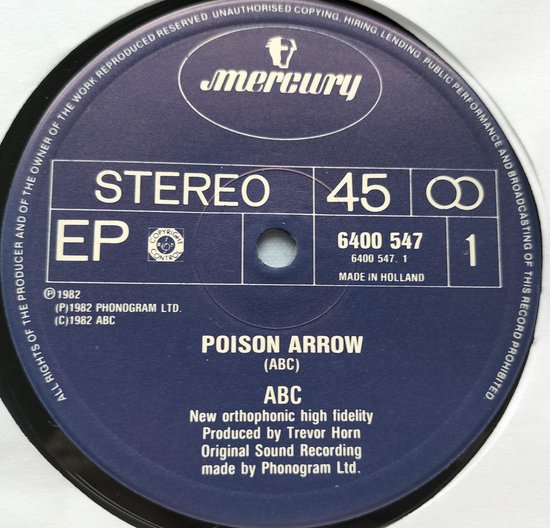 ALL RIGHTS OF THE PRODUCER AND OF THE OWNER OF THE WORK REPRODUCED RESERVED. UNAUTHORISED COPYING, HIRING, LENDING, PUBLIC PERFORMANCE AND BROADCASTING OF THIS RECORD PROHIBITED
mercury
STEREO 45
EP
COPYRIGHT
CONTROL
6400 547
6400 547. 1
MADE IN HOLLAND
1
Ⓟ1982
(P)1982 PHONOGRAM LTD.
(C)1982 ABC
POISON ARROW
(ABC)
ABC
New orthophonic high fidelity
Produced by Trevor Horn
Original Sound Recording
made by Phonogram Ltd.